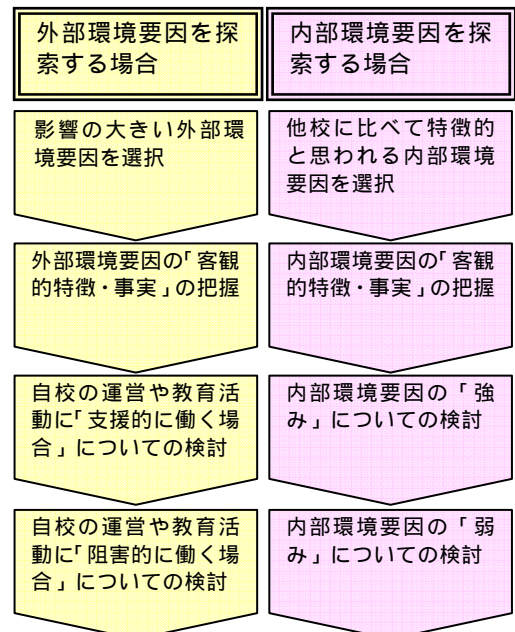 外部環境要因を探
索する場合
内部環境要因を探
索する場合
影響の大きい外部環
境要因を選択
他校に比べて特徴的
と思われる内部環境
要因を選択
外部環境要因の「客観
的特徴・事実」の把握
内部環境要因の「客観
的特徴・事実」の把握
自校の運営や教育活
動に「支援的に働く場
合」についての検討
内部環境要因の「強
み」についての検討
自校の運営や教育活
動に「阻害的に働く場
合」についての検討
内部環境要因の「弱
み」についての検討